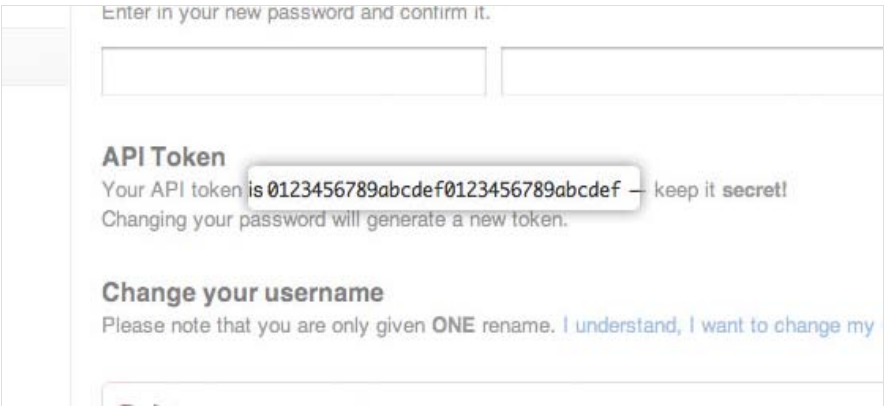 Enter in your new password and confirm it.
API Token
Your API token is 0123456789abcdef0123456789abcdef — keep it secret!
Changing your password will generate a new token.
Change your username
Please note that you are only given ONE rename. I understand, I want to change my